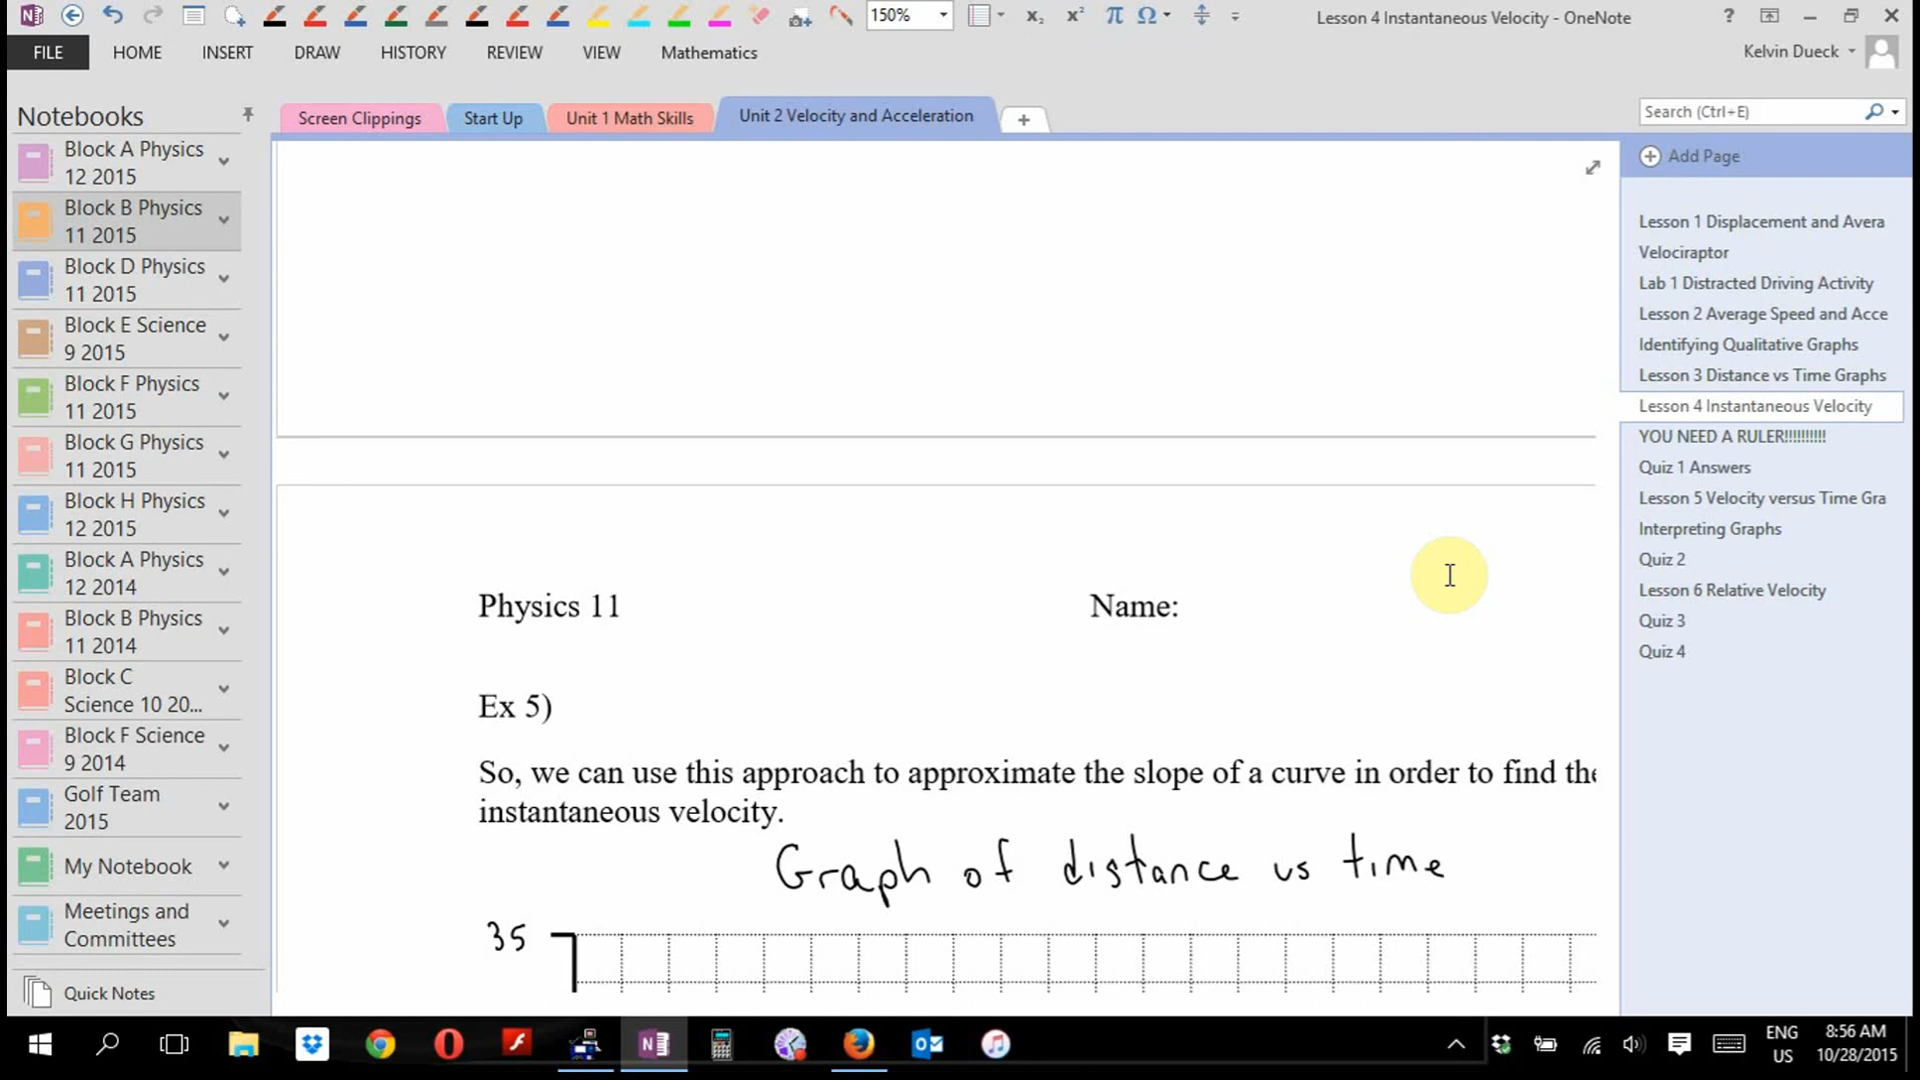 150%
Lesson 4 Instantaneous Velocity - OneNote
FILE HOME INSERT DRAW HISTORY REVIEW VIEW Mathematics
Kelvin Dueck
Notebooks
Screen Clippings
Start Up
Unit 1 Math Skills
Unit 2 Velocity and Acceleration
Search (Ctrl+E)
Block A Physics
12 2015
Block B Physics
11 2015
Block D Physics
11 2015
Block E Science
9 2015
Block F Physics
11 2015
Block G Physics
11 2015
Block H Physics
12 2015
Block A Physics
12 2014
Block B Physics
11 2014
Block C
Science 10 20...
Block F Science
9 2014
Golf Team
2015
My Notebook
Meetings and
Committees
Quick Notes
Physics 11 Name:
Ex 5)
So, we can use this approach to approximate the slope of a curve in order to find the
instantaneous velocity.
Graph of distance vs time
35
Add Page
Lesson 1 Displacement and Avera
Velociraptor
Lab 1 Distracted Driving Activity
Lesson 2 Average Speed and Acce
Identifying Qualitative Graphs
Lesson 3 Distance vs Time Graphs
Lesson 4 Instantaneous Velocity
YOU NEED A RULER!!!!!!!!!!
Quiz 1 Answers
Lesson 5 Velocity versus Time Gra
Interpreting Graphs
Quiz 2
Lesson 6 Relative Velocity
Quiz 3
Quiz 4
ENG
US
8:56 AM
10/28/2015